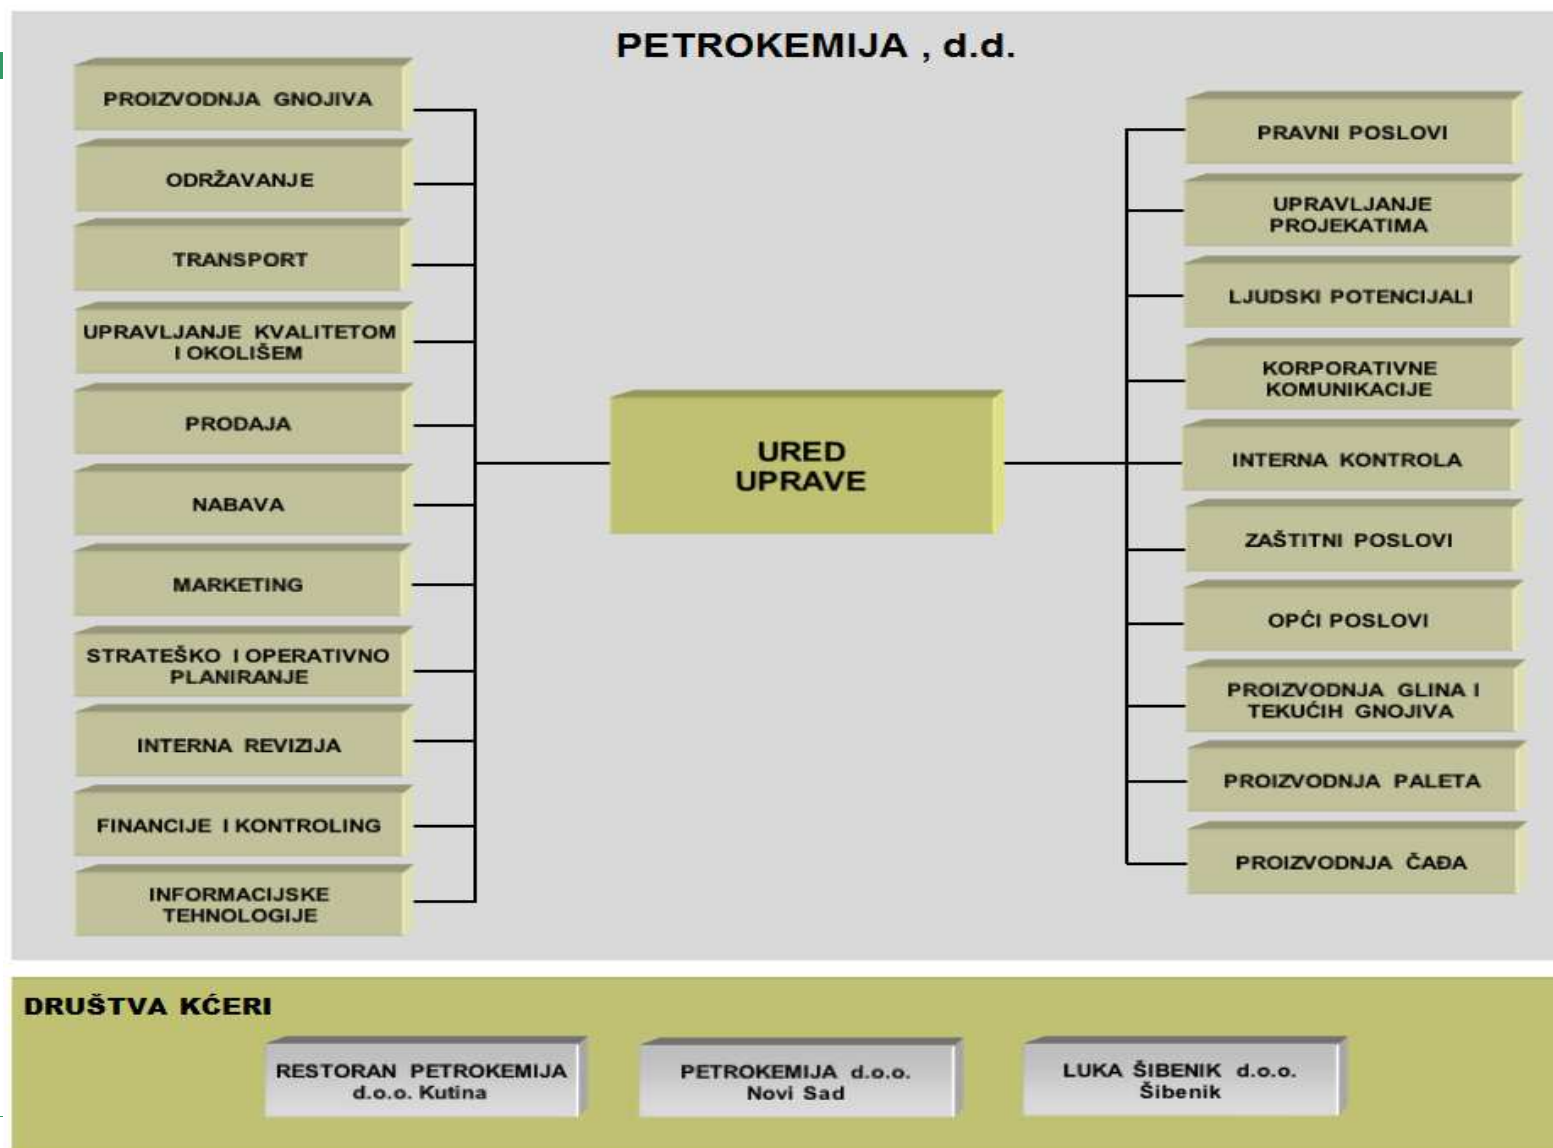 PETROKEMIJA , d.d.
PROIZVODNJA GNOJIVA
ODRŽAVANJE
TRANSPORT
UPRAVLJANJE KVALITETOM
I OKOLIŠEM
PRODAJA
NABAVA
MARKETING
STRATEŠKO I OPERATIVNO
PLANIRANJE
INTERNA REVIZIJA
FINANCIJE I KONTROLING
INFORMACIJSKE
TEHNOLOGIJE
URED
UPRAVE
PRAVNI POSLOVI
UPRAVLJANJE
PROJEKATIMA
LJUDSKI POTENCIJALI
KORPORATIVNE
KOMUNIKACIJE
INTERNA KONTROLA
ZAŠTITNI POSLOVI
OPĆI POSLOVI
PROIZVODNJA GLINA I
TEKUĆIH GNOJIVA
PROIZVODNJA PALETA
PROIZVODNJA ČAĐA
DRUŠTVA KĆERI
RESTORAN PETROKEMIJA
d.o.o. Kutina
PETROKEMIJA d.o.o.
Novi Sad
LUKA ŠIBENIK d.o.o.
Šibenik